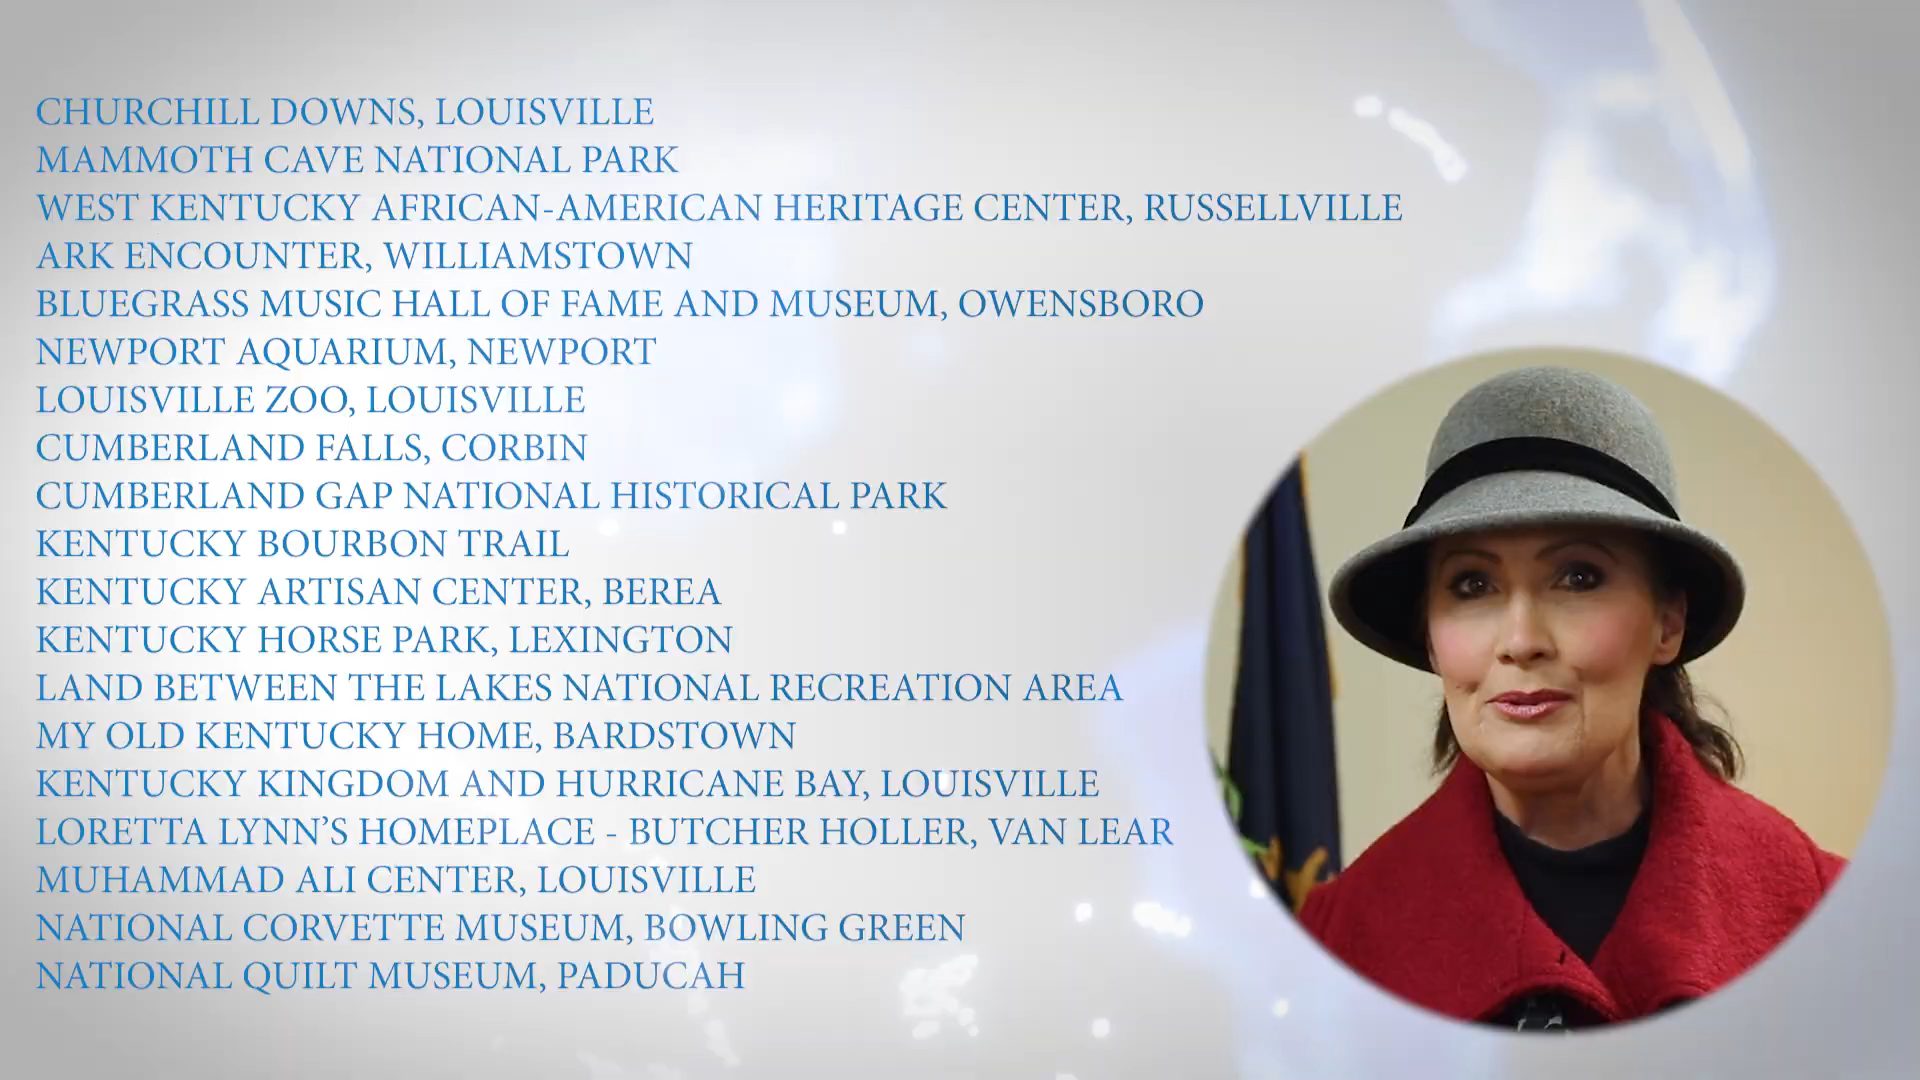 CHURCHILL DOWNS, LOUISVILLE
MAMMOTH CAVE NATIONAL PARK
WEST KENTUCKY AFRICAN-AMERICAN HERITAGE CENTER, RUSSELLVILLE
ARK ENCOUNTER, WILLIAMSTOWN
BLUEGRASS MUSIC HALL OF FAME AND MUSEUM, OWENSBORO
NEWPORT AQUARIUM, NEWPORT
LOUISVILLE ZOO, LOUISVILLE
CUMBERLAND FALLS, CORBIN
CUMBERLAND GAP NATIONAL HISTORICAL PARK
KENTUCKY BOURBON TRAIL
KENTUCKY ARTISAN CENTER, BEREA
KENTUCKY HORSE PARK, LEXINGTON
LAND BETWEEN THE LAKES NATIONAL RECREATION AREA
MY OLD KENTUCKY HOME, BARDSTOWN
KENTUCKY KINGDOM AND HURRICANE BAY, LOUISVILLE
LORETTA LYNN’S HOMEPLACE - BUTCHER HOLLER, VAN LEAR
MUHAMMAD ALI CENTER, LOUISVILLE
NATIONAL CORVETTE MUSEUM, BOWLING GREEN
NATIONAL QUILT MUSEUM, PADUCAH